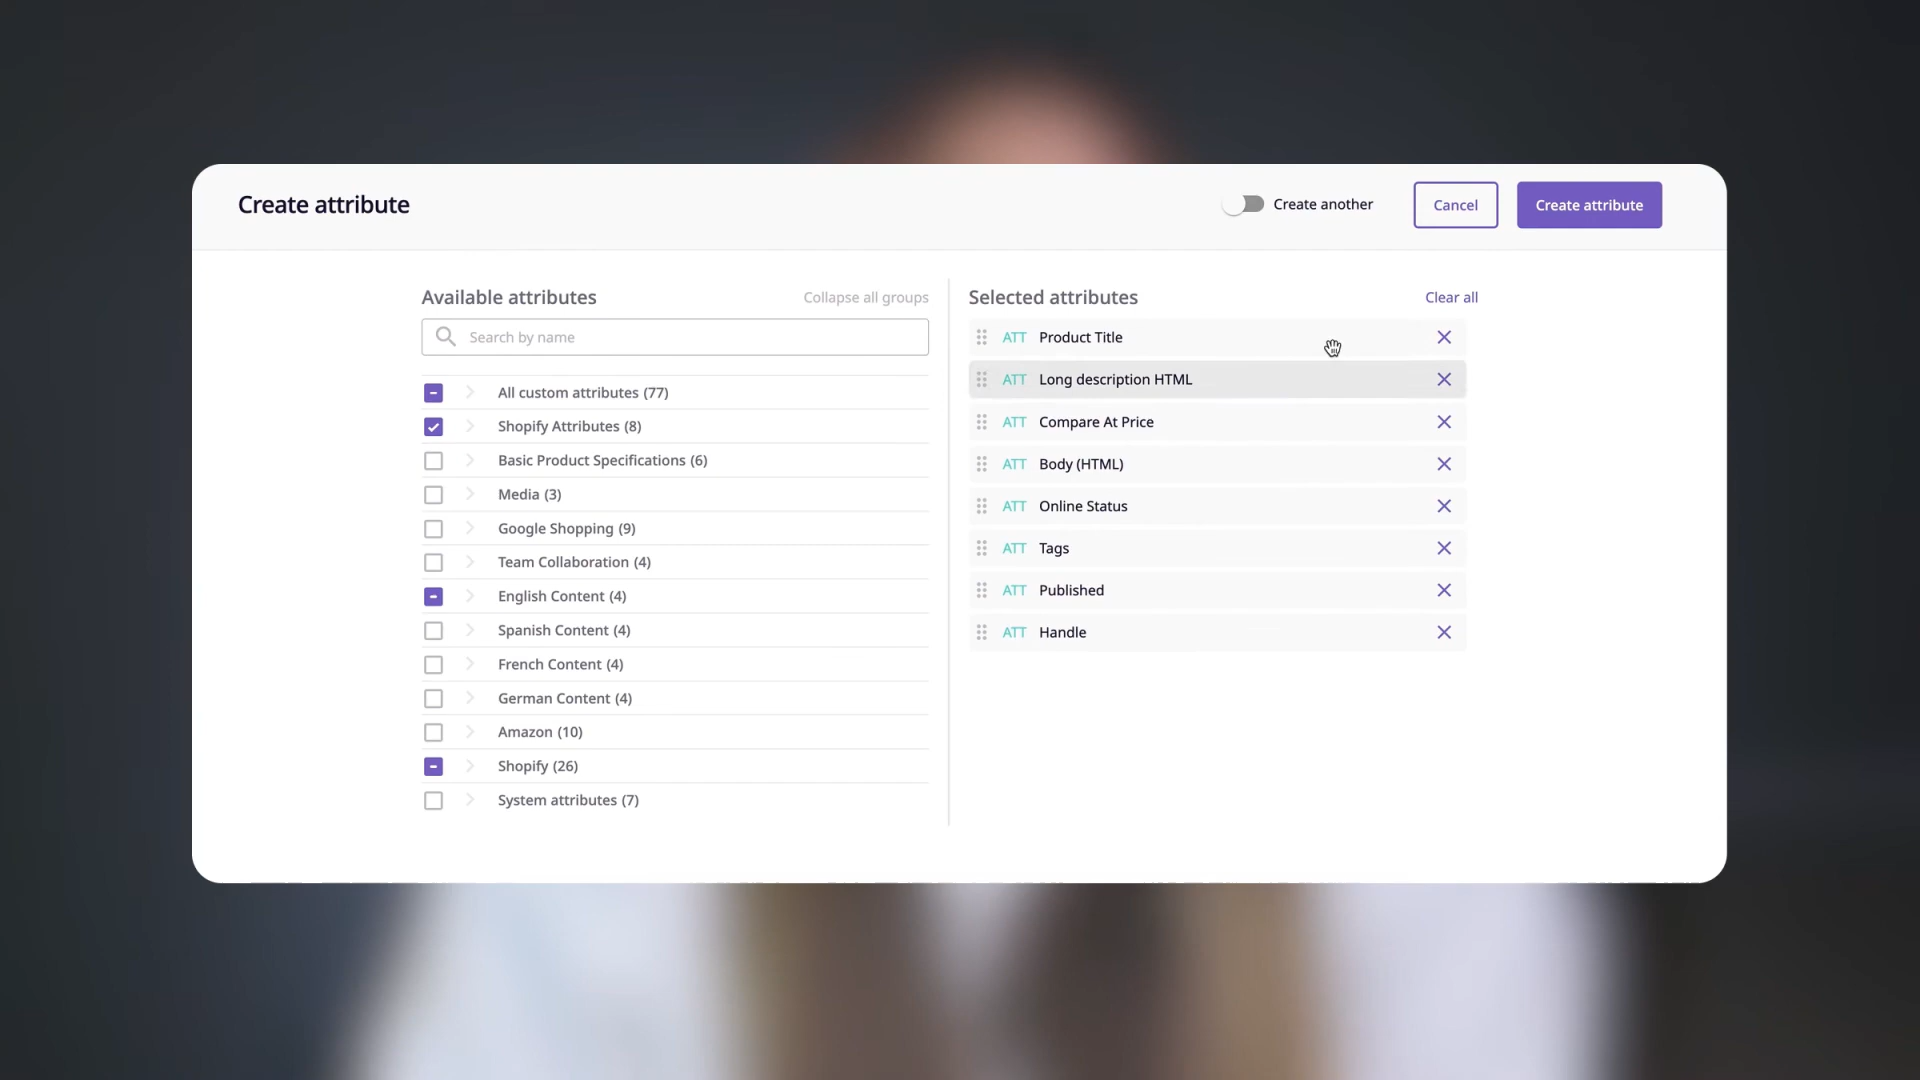 Create attribute
Create another
Cancel
Create attribute
Available attributes
Collapse all groups
Search by name
All custom attributes (77)
Shopify Attributes (8)
Basic Product Specifications (6)
Media (3)
Google Shopping (9)
Team Collaboration (4)
English Content (4)
Spanish Content (4)
French Content (4)
German Content (4)
Amazon (10)
Shopify (26)
System attributes (7)
Selected attributes
Clear all
ATT Product Title
ATT Long description HTML
ATT Compare At Price
ATT Body (HTML)
ATT Online Status
ATT Tags
ATT Published
ATT Handle